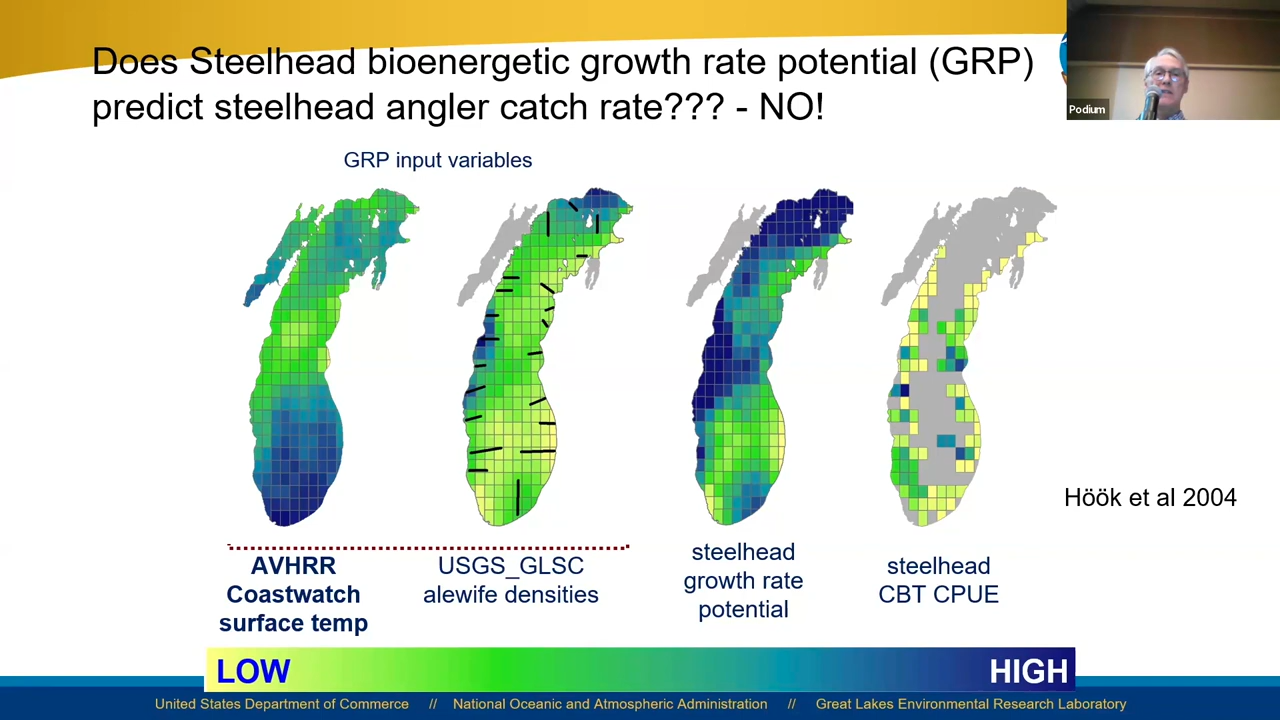 Does Steelhead bioenergetic growth rate potential (GRP)
predict steelhead angler catch rate??? - NO!
Podium
GRP input variables
Höök et al 2004
AVHRR
Coastwatch
surface temp
USGS_GLSC
alewife densities
steelhead
growth rate
potential
steelhead
CBT CPUE
LOW
HIGH
United States Department of Commerce // National Oceanic and Atmospheric Administration // Great Lakes Environmental Research Laboratory